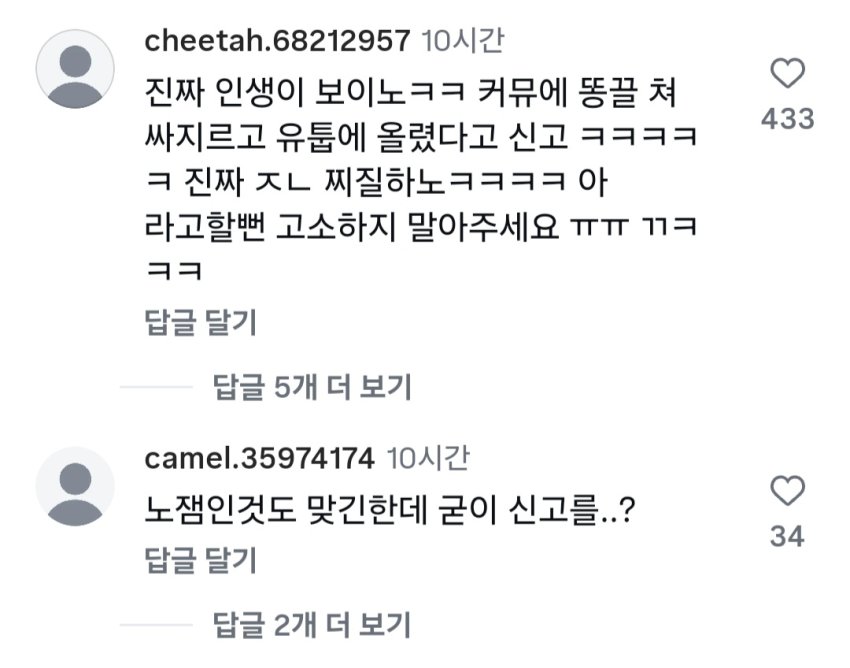 cheetah.68212957 10시간
진짜 인생이 보이노ㅋㅋ 커뮤에 똥끌 쳐
싸지르고 유튭에 올렸다고 신고 ㅋㅋㅋㅋ
ㅋ 진짜 ㅈㄴ 찌질하노ㅋㅋㅋㅋ 아
라고할뻔 고소하지 말아주세요 ㅠㅠ ㄲㅋ
ㅋㅋ
433
답글 달기
답글 5개 더 보기
camel.35974174 10시간
노잼인것도 맞긴한데 굳이 신고를..?
34
답글 달기
답글 2개 더 보기